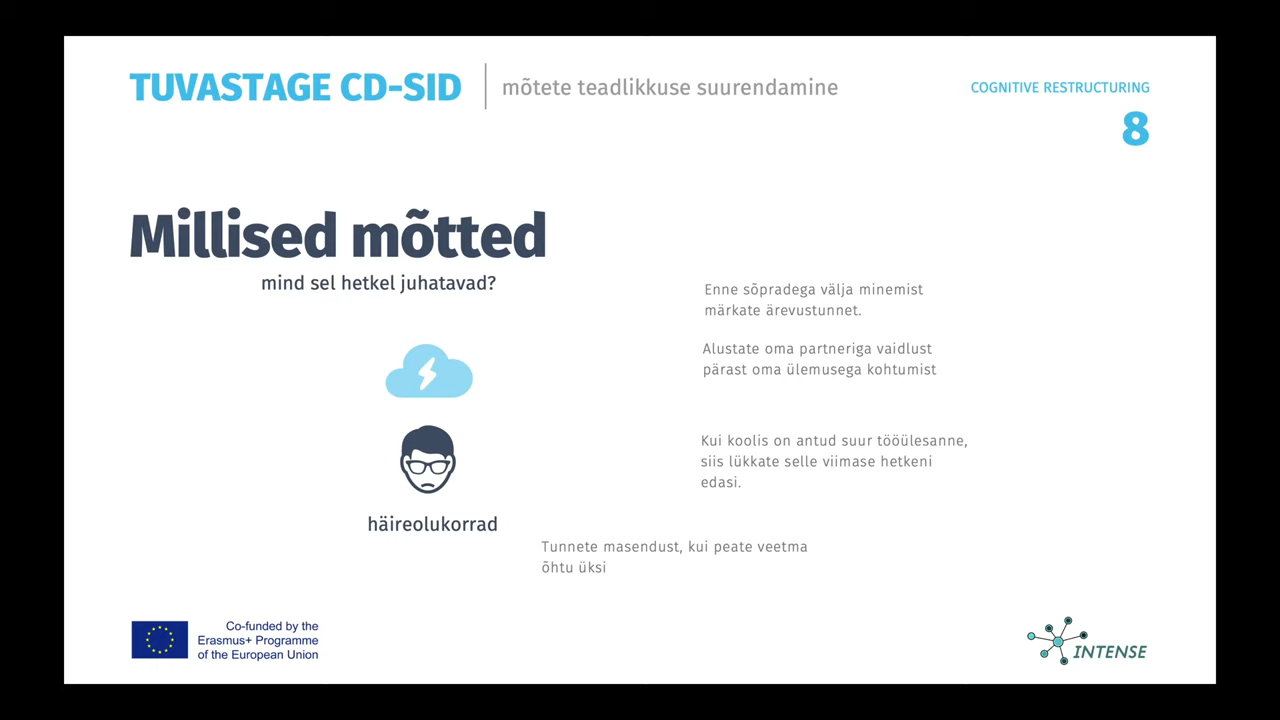 TUVASTAGE CD-SID
mõtete teadlikkuse suurendamine
COGNITIVE RESTRUCTURING
8
Millised mõtted
mind sel hetkel juhatavad?
Enne sõpradega välja minemist
märkate ärevustunnet.
Alustate oma partneriga vaidlust
pärast oma ülemusega kohtumist
Kui koolis on antud suur tööülesanne,
siis lükkate selle viimase hetkeni
edasi.
häireolukorrad
Tunnete masendust, kui peate veetma
õhtu üksi
Co-funded by the
Erasmus+ Programme
of the European Union
INTENSE